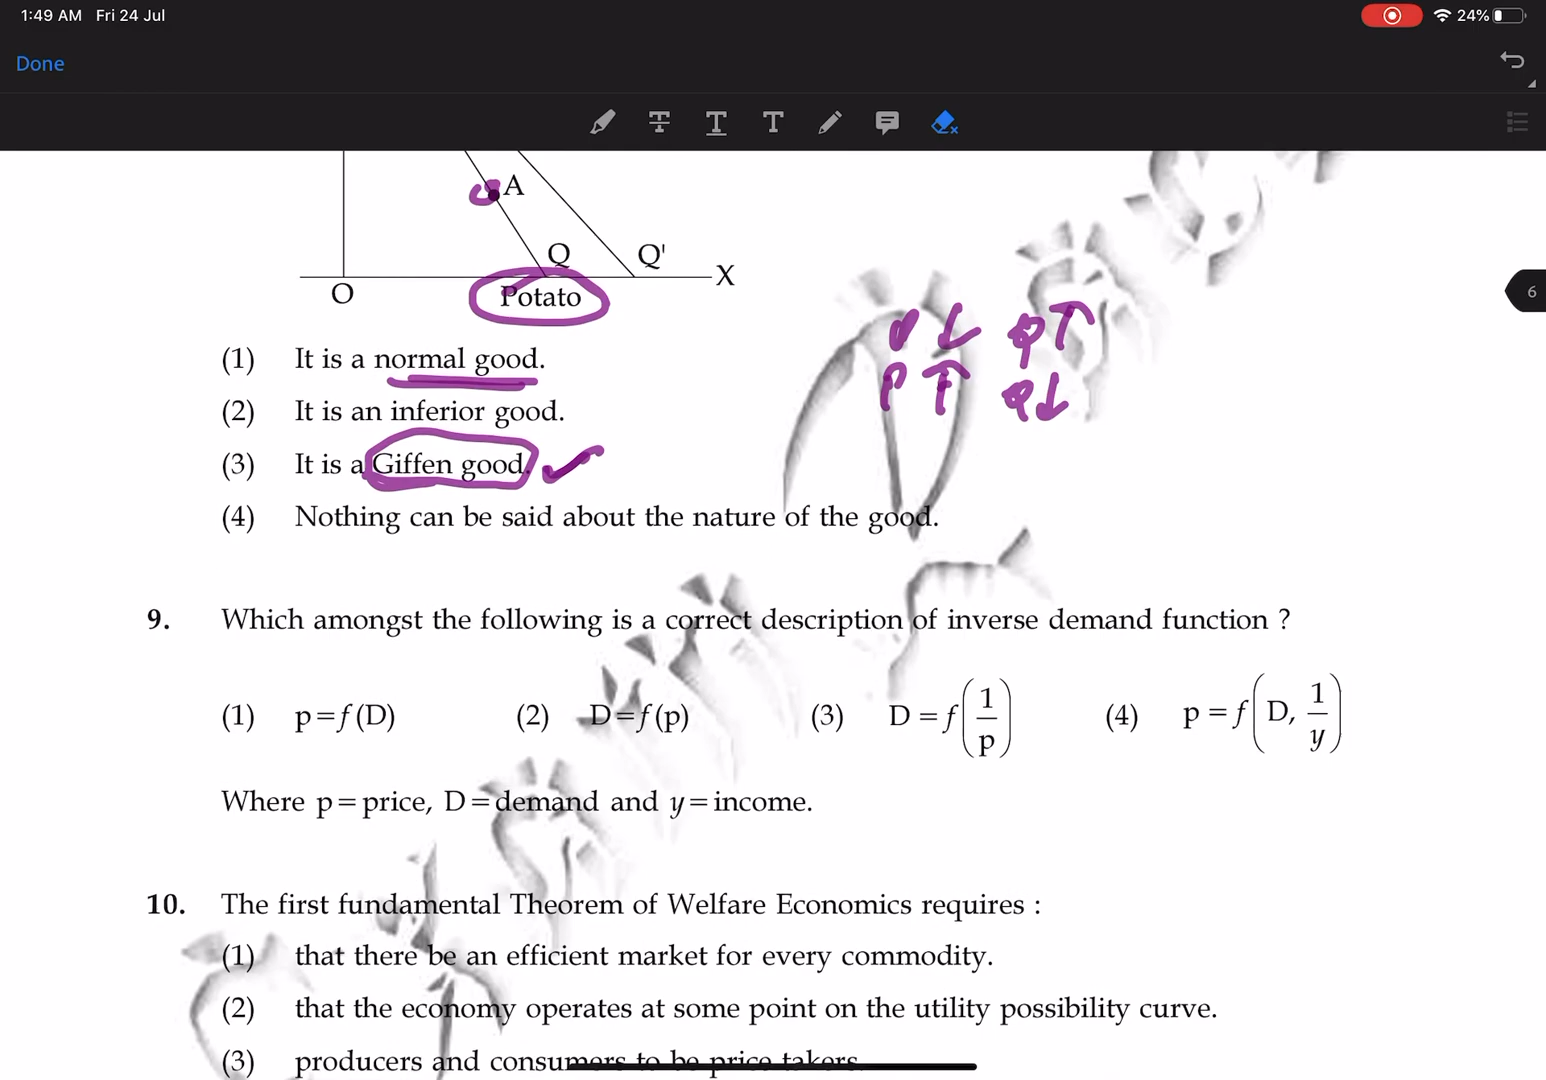 1:49 AM Fri 24 Jul
24%
Done
A
Q Q'
X
O Potato
6
P↑ Q↓
(1) It is a normal good.
(2) It is an inferior good.
(3) It is a Giffen good.
(4) Nothing can be said about the nature of the good.
9. Which amongst the following is a correct description of inverse demand function ?
(1) p=f(D) (2) D=f(p) (3) D = f(1/p) (4) p = f(D, 1/y)
Where p=price, D=demand and y=income.
10. The first fundamental Theorem of Welfare Economics requires :
(1) that there be an efficient market for every commodity.
(2) that the economy operates at some point on the utility possibility curve.
(3) producers and consumers to be price takers.